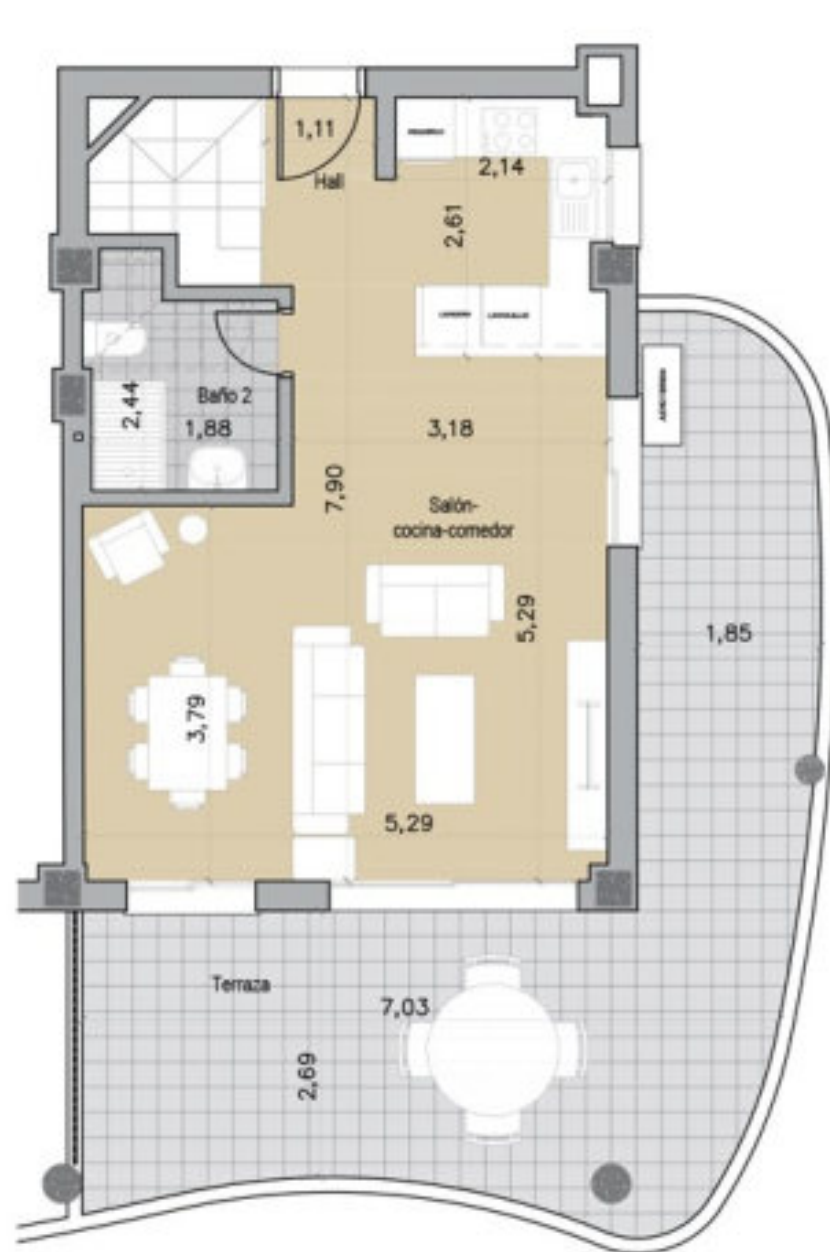 1,11
Hall
2,14
2,61
Baño 2
2,44
1,88
3,18
7,90
Salón-
cocina-comedor
5,29
1,85
3,79
5,29
Terraza
7,03
2,69